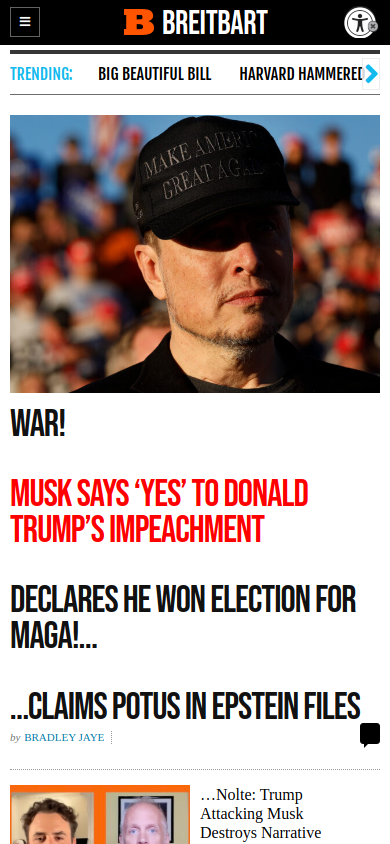 B BREITBART
TRENDING:
BIG BEAUTIFUL BILL
HARVARD HAMMERED
MAKE AMERICA
GREAT AGAIN
WAR!
MUSK SAYS ‘YES’ TO DONALD
TRUMP’S IMPEACHMENT
DECLARES HE WON ELECTION FOR
MAGA!…
…CLAIMS POTUS IN EPSTEIN FILES
by BRADLEY JAYE
…Nolte: Trump
Attacking Musk
Destroys Narrative